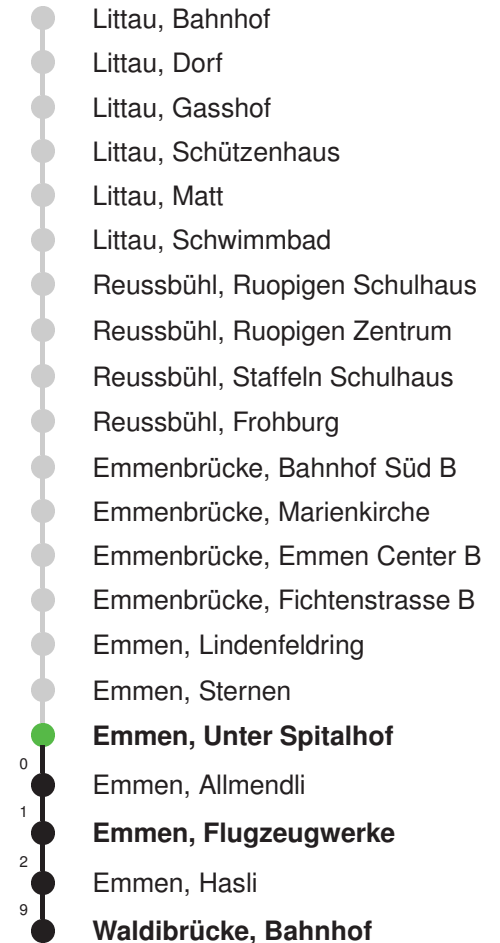 Littau, Bahnhof
Littau, Dorf
Littau, Gasshof
Littau, Schützenhaus
Littau, Matt
Littau, Schwimmbad
Reussbühl, Ruopigen Schulhaus
Reussbühl, Ruopigen Zentrum
Reussbühl, Staffeln Schulhaus
Reussbühl, Frohburg
Emmenbrücke, Bahnhof Süd B
Emmenbrücke, Marienkirche
Emmenbrücke, Emmen Center B
Emmenbrücke, Fichtenstrasse B
Emmen, Lindenfeldring
Emmen, Sternen
Emmen, Unter Spitalhof
0
Emmen, Allmendli
1
Emmen, Flugzeugwerke
2
Emmen, Hasli
9
Waldibrücke, Bahnhof